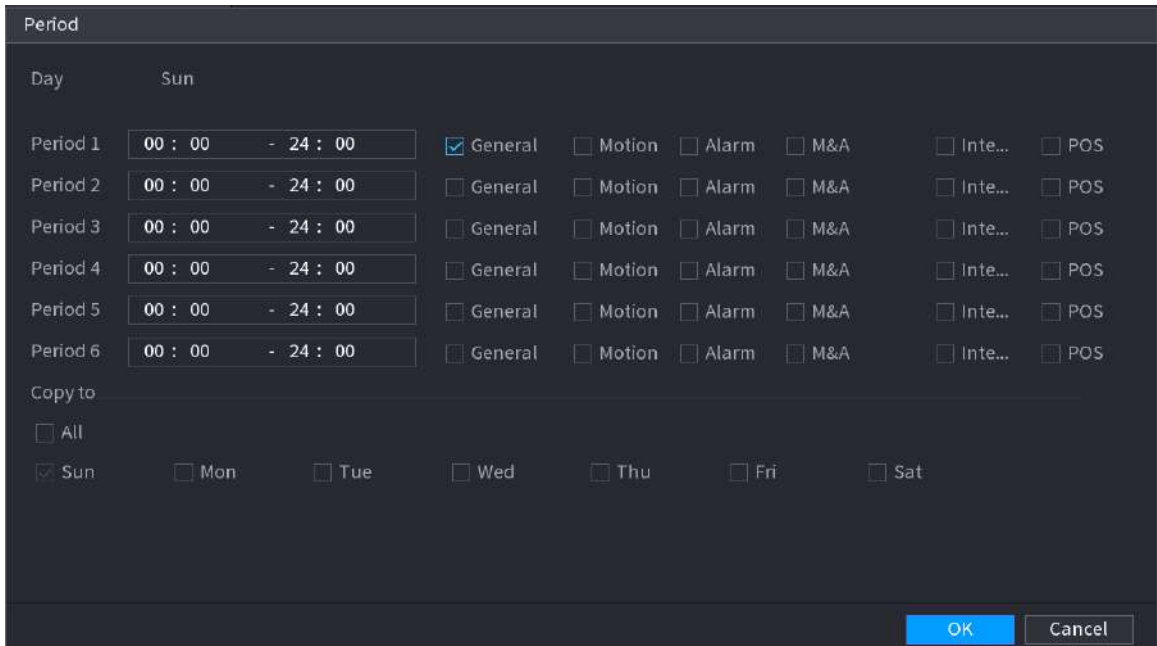 Period
Day Sun
Period 1 00 : 00 - 24 : 00 General Motion Alarm M&A Inte... POS
Period 2 00 : 00 - 24 : 00 General Motion Alarm M&A Inte... POS
Period 3 00 : 00 - 24 : 00 General Motion Alarm M&A Inte... POS
Period 4 00 : 00 - 24 : 00 General Motion Alarm M&A Inte... POS
Period 5 00 : 00 - 24 : 00 General Motion Alarm M&A Inte... POS
Period 6 00 : 00 - 24 : 00 General Motion Alarm M&A Inte... POS
Copy to
All
Sun Mon Tue Wed Thu Fri Sat
OK Cancel